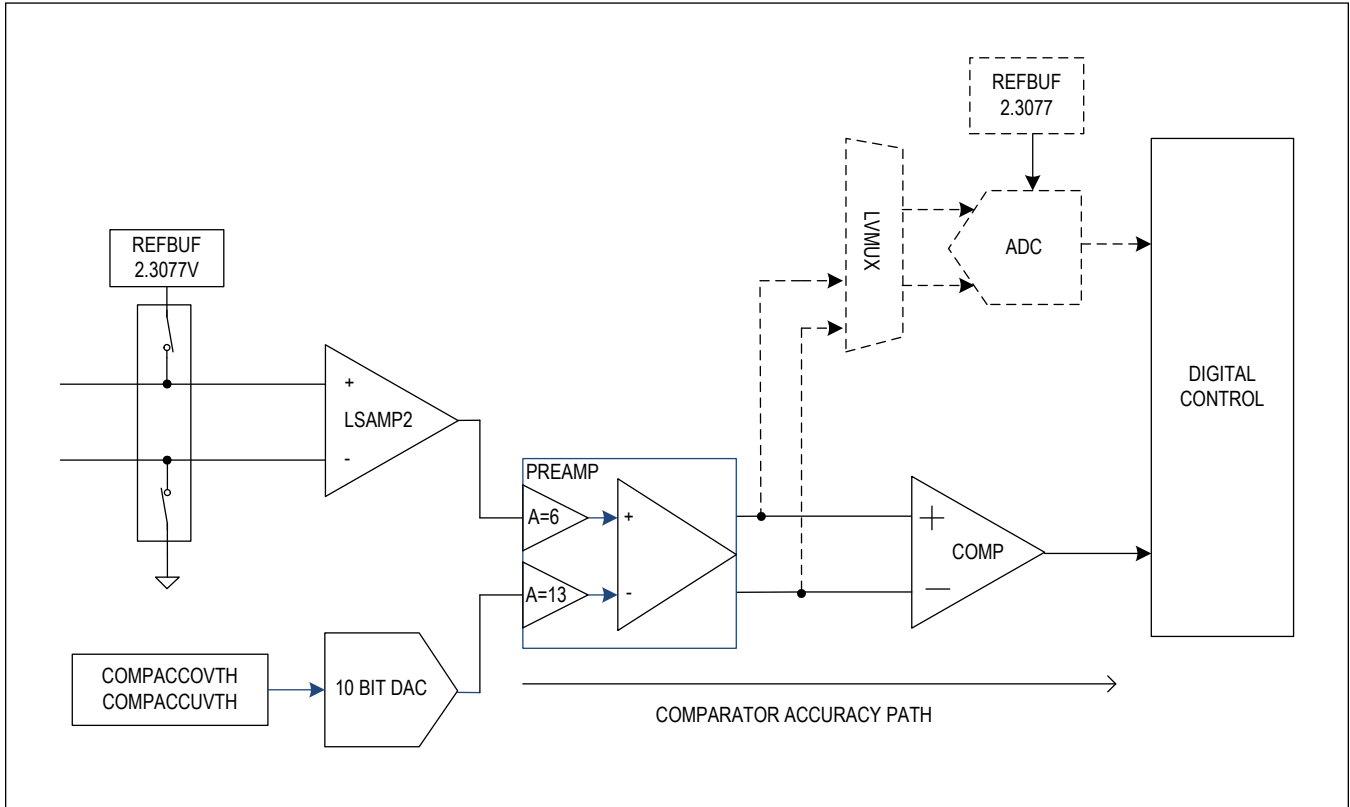 REFBUF
2.3077
LVMUX
ADC
REFBUF
2.3077V
+
-
LSAMP2
DIGITAL
CONTROL
PREAMP
A=6
+
A=13
-
+
COMP
-
COMPACCOVTH
COMPACCUVTH
10 BIT DAC
COMPARATOR ACCURACY PATH